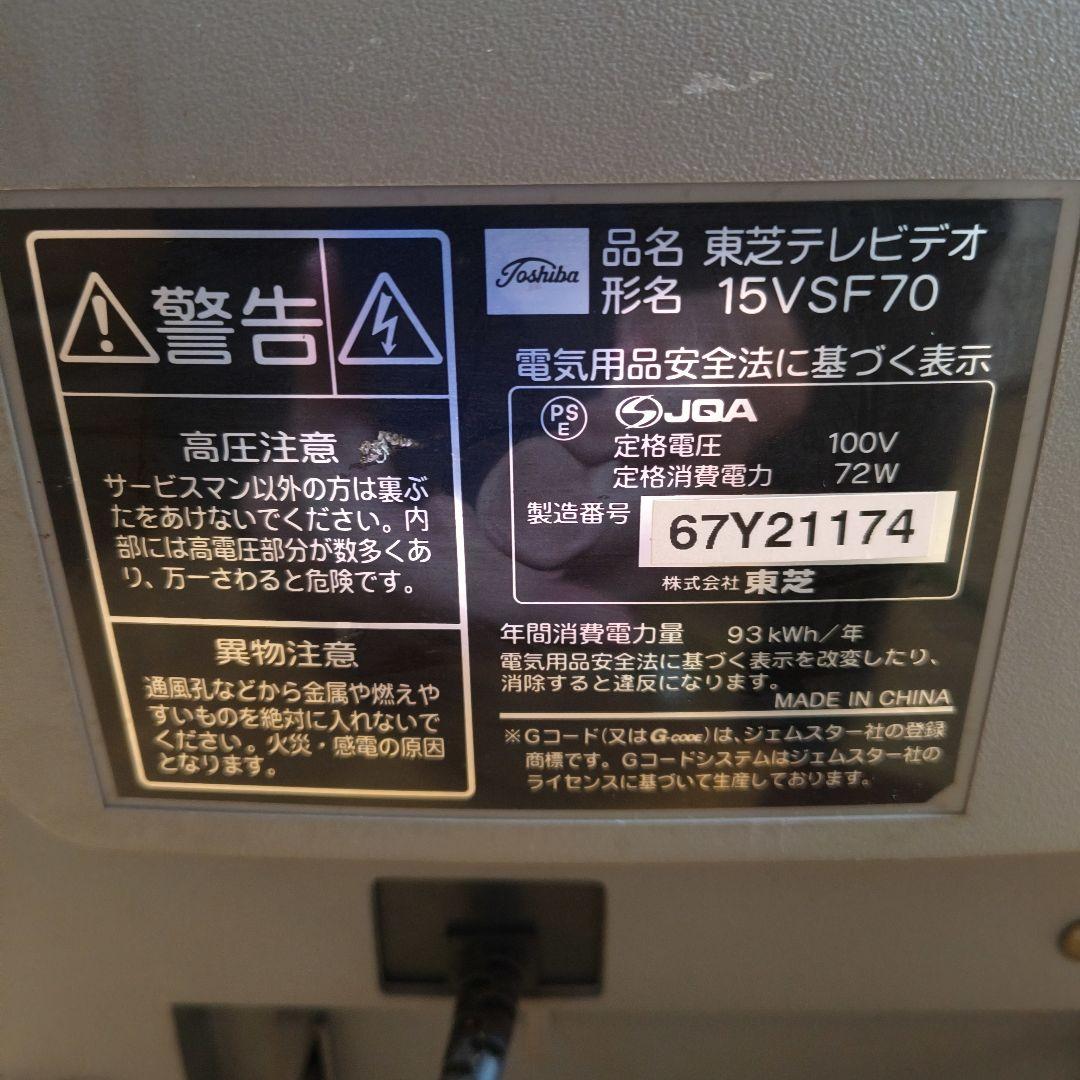 警告
高圧注意
サービスマン以外の方は裏ぶ
たをあけないでください。内
部には高電圧部分が数多くあ
り、万一さわると危険です。
異物注意
通風孔などから金属や燃えや
すいものを絶対に入れないで
ください。火災・感電の原因
となります。
Toshiba
品名 東芝テレビデオ
形名 15VSF70
電気用品安全法に基づく表示
PS
E
JQA
定格電圧 100V
定格消費電力 72W
製造番号 67Y21174
株式会社 東芝
年間消費電力量 93kWh/年
電気用品安全法に基づく表示を改変したり、
消除すると違反になります。
MADE IN CHINA
※Gコード(又はG-CODE)は、ジェムスター社の登録
商標です。Gコードシステムはジェムスター社の
ライセンスに基づいて生産しております。